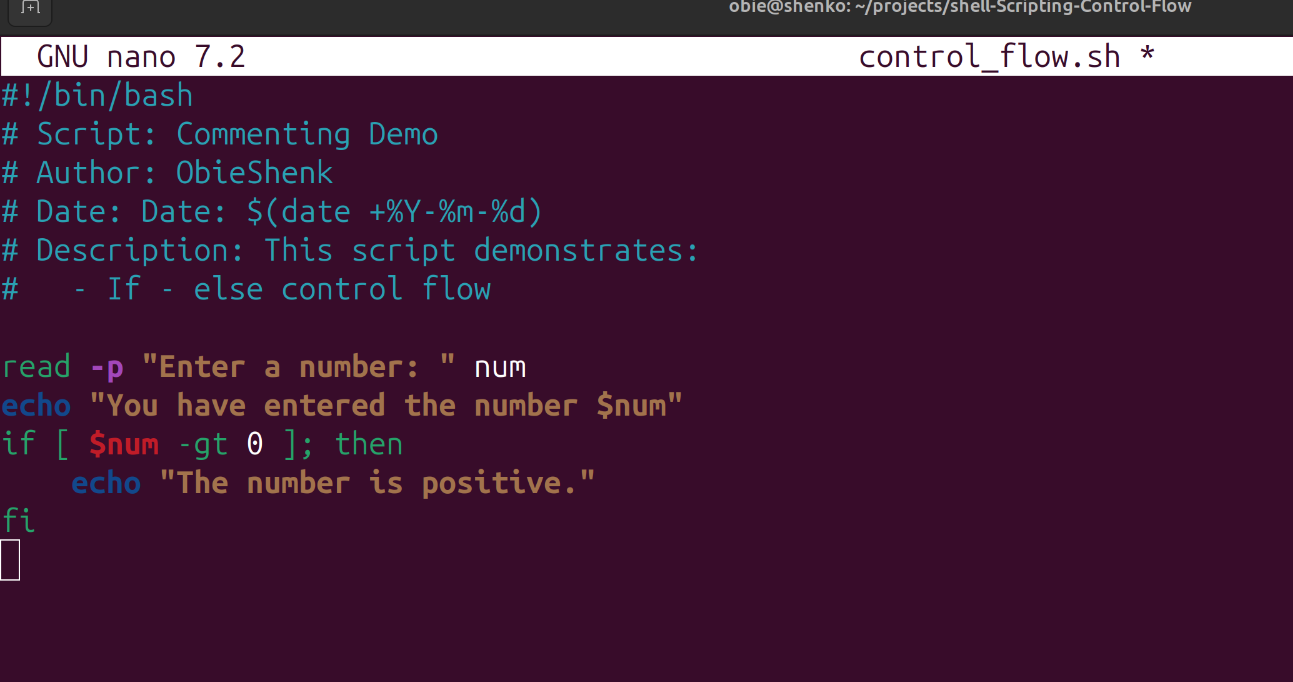 obie@shenko: ~/projects/shell-Scripting-Control-Flow
GNU nano 7.2 control_flow.sh *
#!/bin/bash
# Script: Commenting Demo
# Author: ObieShenk
# Date: Date: $(date +%Y-%m-%d)
# Description: This script demonstrates:
#   - If - else control flow
read -p "Enter a number: " num
echo "You have entered the number $num"
if [ $num -gt 0 ]; then
    echo "The number is positive."
fi